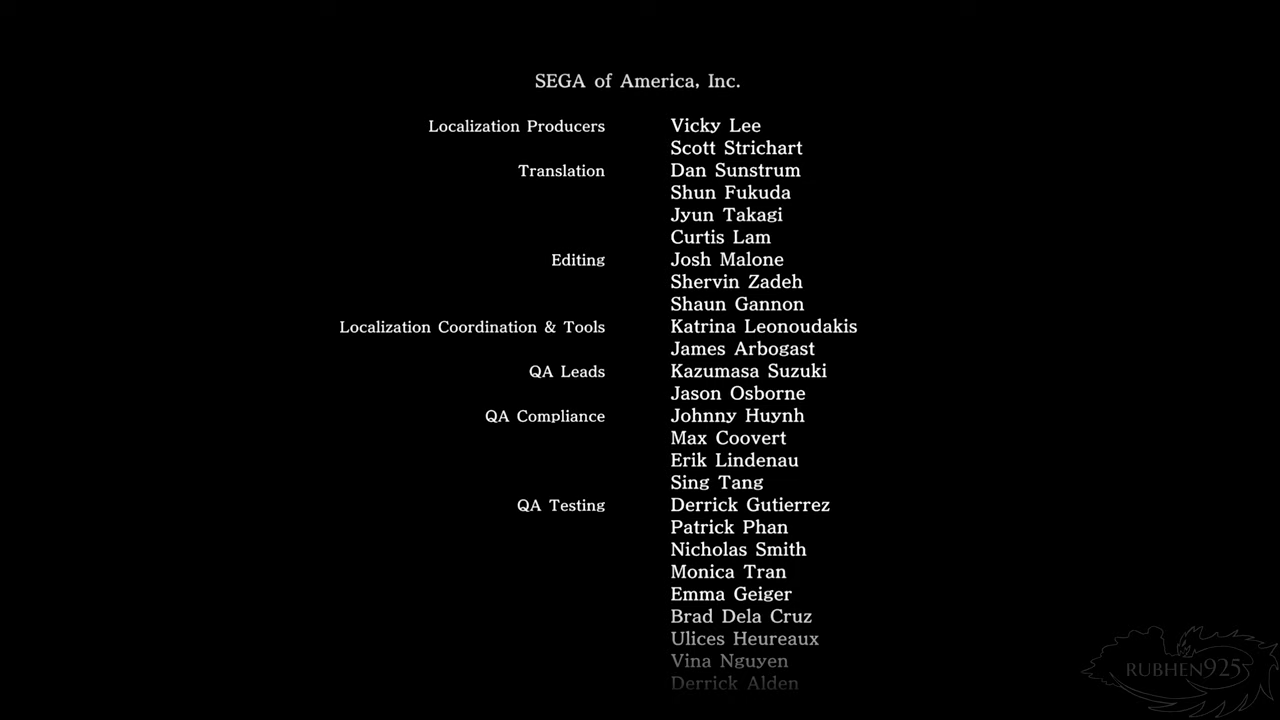 SEGA of America, Inc.
Localization Producers Vicky Lee
Scott Strichart
Translation Dan Sunstrum
Shun Fukuda
Jyun Takagi
Curtis Lam
Editing Josh Malone
Shervin Zadeh
Shaun Gannon
Localization Coordination & Tools Katrina Leonoudakis
James Arbogast
QA Leads Kazumasa Suzuki
Jason Osborne
QA Compliance Johnny Huynh
Max Coovert
Erik Lindenau
Sing Tang
QA Testing Derrick Gutierrez
Patrick Phan
Nicholas Smith
Monica Tran
Emma Geiger
Brad Dela Cruz
Ulices Heureaux
Vina Nguyen
Derrick Alden
RUBHEN925